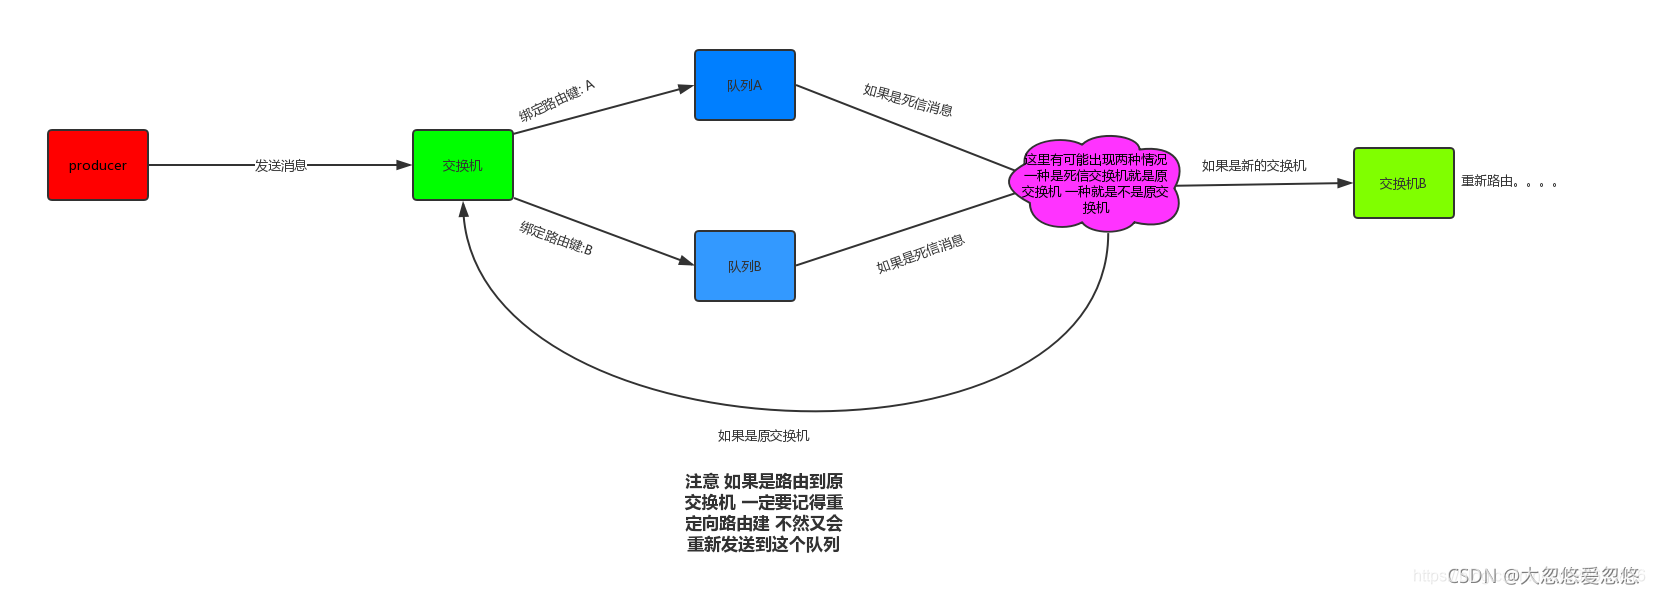 producer
发送消息
交换机
绑定路由键: A
绑定路由键:B
队列A
队列B
如果是死信消息
如果是死信消息
这里有可能出现两种情况
一种是死信交换机就是原
交换机 一种就是不是原交
换机
如果是新的交换机
交换机B
重新路由。。。。
如果是原交换机
注意 如果是路由到原
交换机 一定要记得重
定向路由建 不然又会
重新发送到这个队列
CSDN @大忽悠爱忽悠